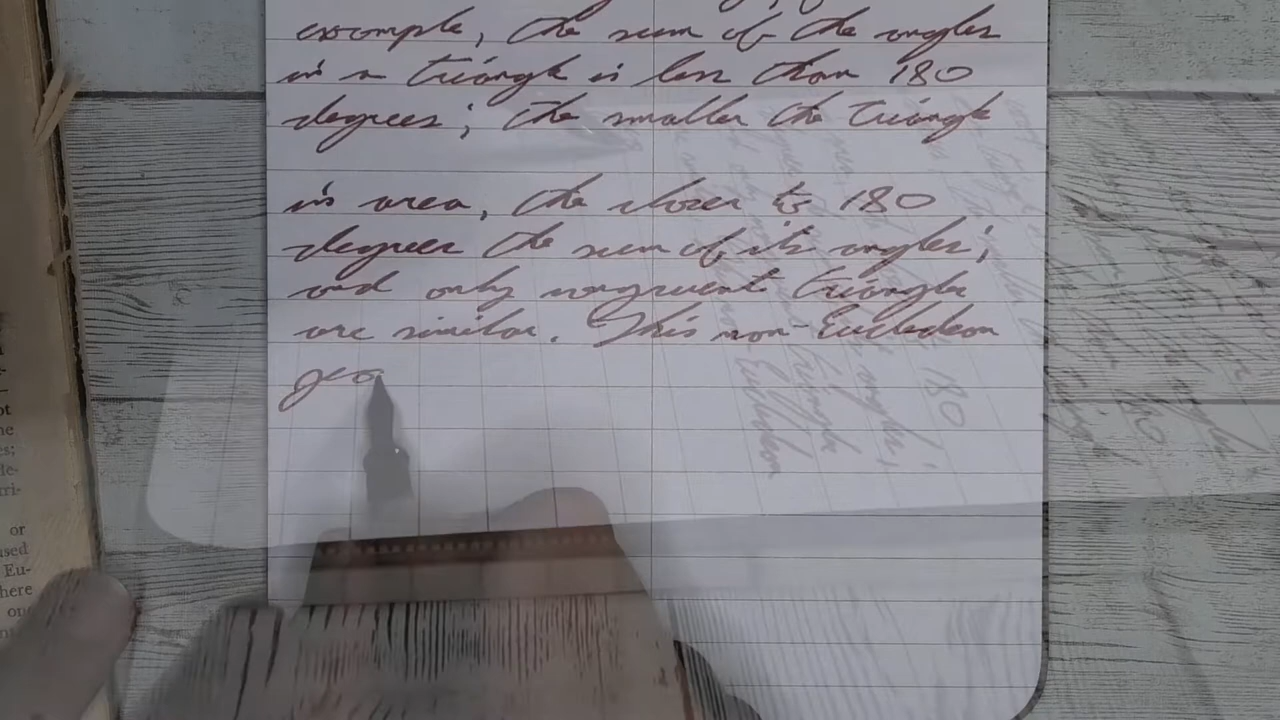 example, the sum of the angles
in a triangle is less than 180
degrees; the smaller the triangle
in area, the closer to 180
degrees the sum of its angles;
and only congruent triangles
are similar. This non-Euclidean
geo
or